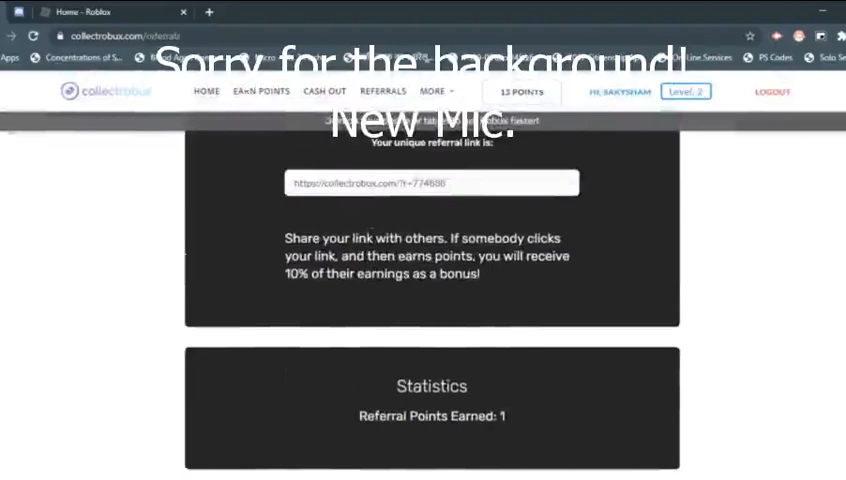 Home - Roblox
collectrobux.com/referrals
Apps Concentrations of S...
PS Codes
Sorry for the background!
New Mic.
collectrobux HOME EARN POINTS CASH OUT REFERRALS MORE 13 POINTS Level: 2 LOGOUT
Your unique referral link is:
https://collectrobux.com/?r=774686
Share your link with others. If somebody clicks
your link, and then earns points, you will receive
10% of their earnings as a bonus!
Statistics
Referral Points Earned: 1